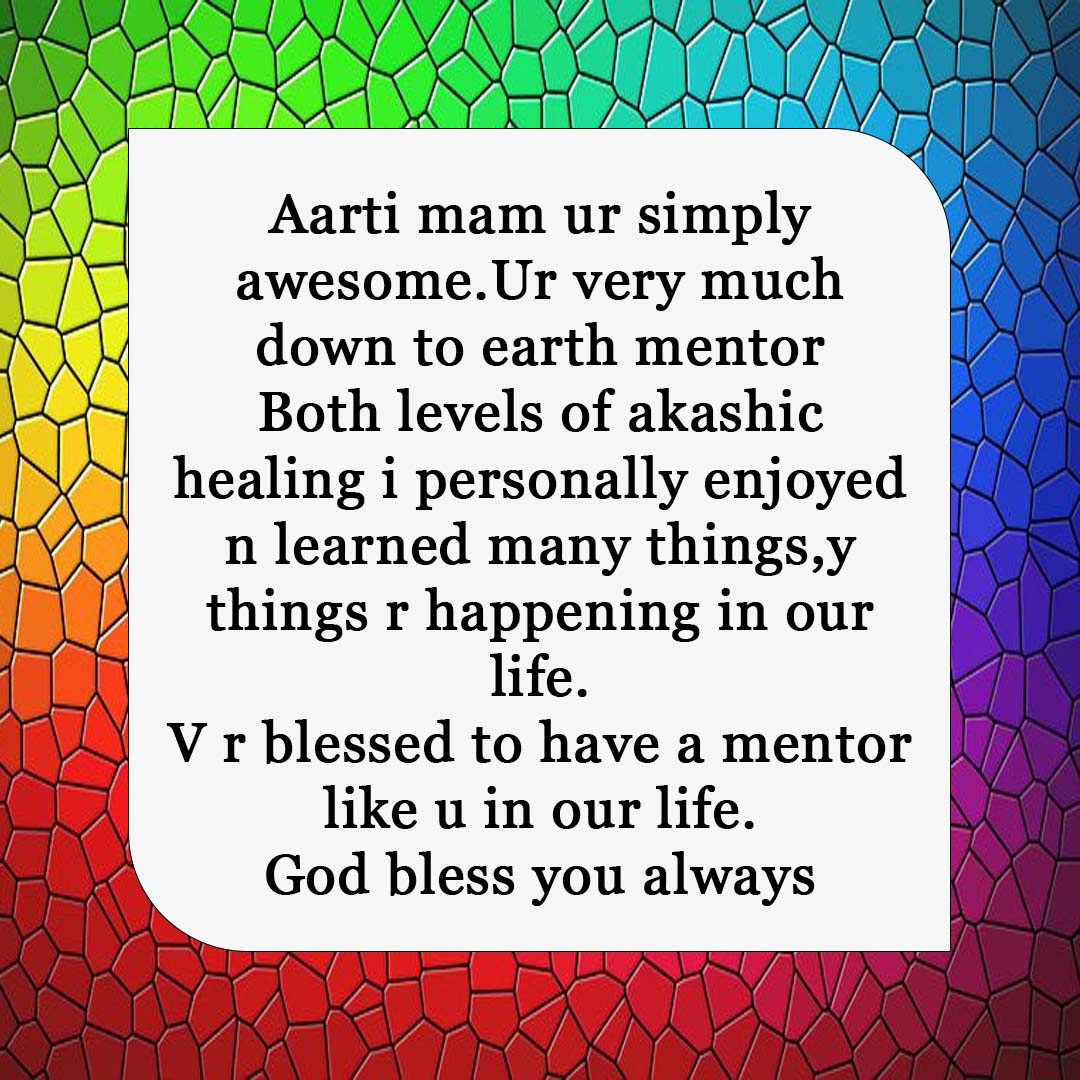 Aarti mam ur simply
awesome.Ur very much
down to earth mentor
Both levels of akashic
healing i personally enjoyed
n learned many things,y
things r happening in our
life.
V r blessed to have a mentor
like u in our life.
God bless you always